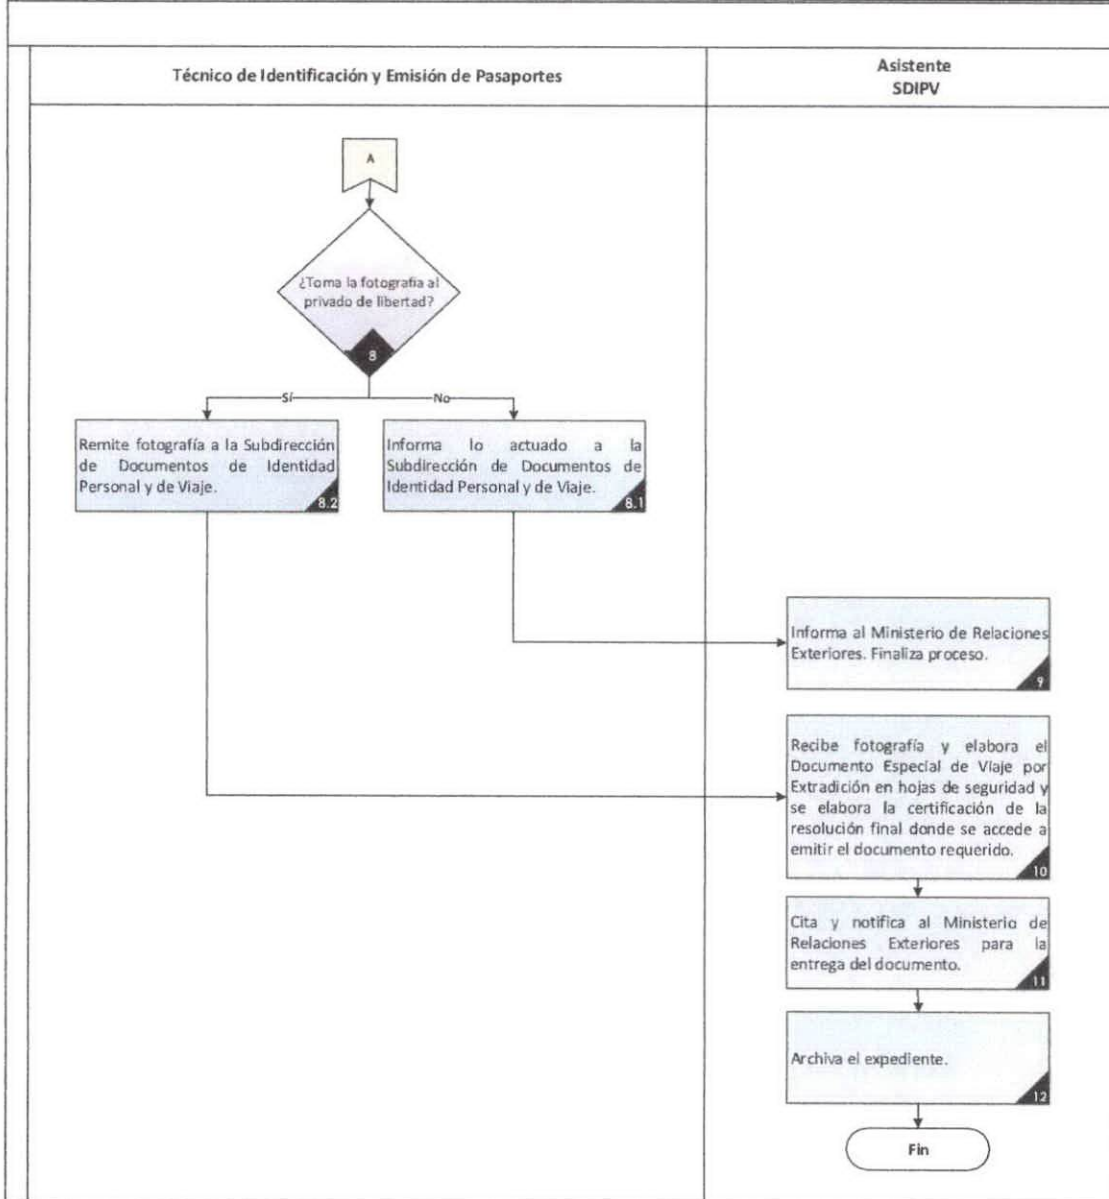 Técnico de Identificación y Emisión de Pasaportes
Asistente
SDIPV
A
¿Toma la fotografía al
privado de libertad?
8
Sí
No
Remite fotografía a la Subdirección
de Documentos de Identidad
Personal y de Viaje.
8.2
Informa lo actuado a la
Subdirección de Documentos de
Identidad Personal y de Viaje.
8.1
Informa al Ministerio de Relaciones
Exteriores. Finaliza proceso.
9
Recibe fotografía y elabora el
Documento Especial de Viaje por
Extradición en hojas de seguridad y
se elabora la certificación de la
resolución final donde se accede a
emitir el documento requerido.
10
Cita y notifica al Ministerio de
Relaciones Exteriores para la
entrega del documento.
11
Archiva el expediente.
12
Fin